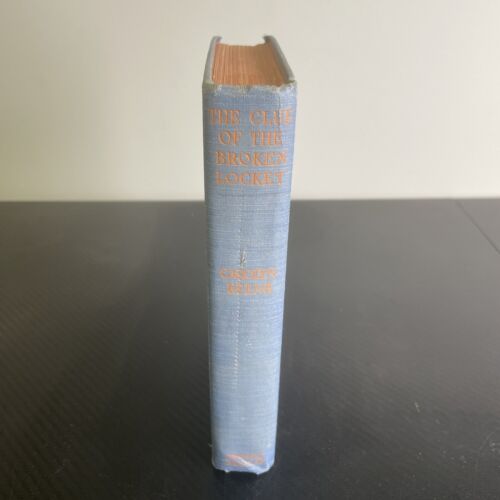 THE CLUE
OF THE
BROKEN
LOCKET
CAROLYN
KEENE